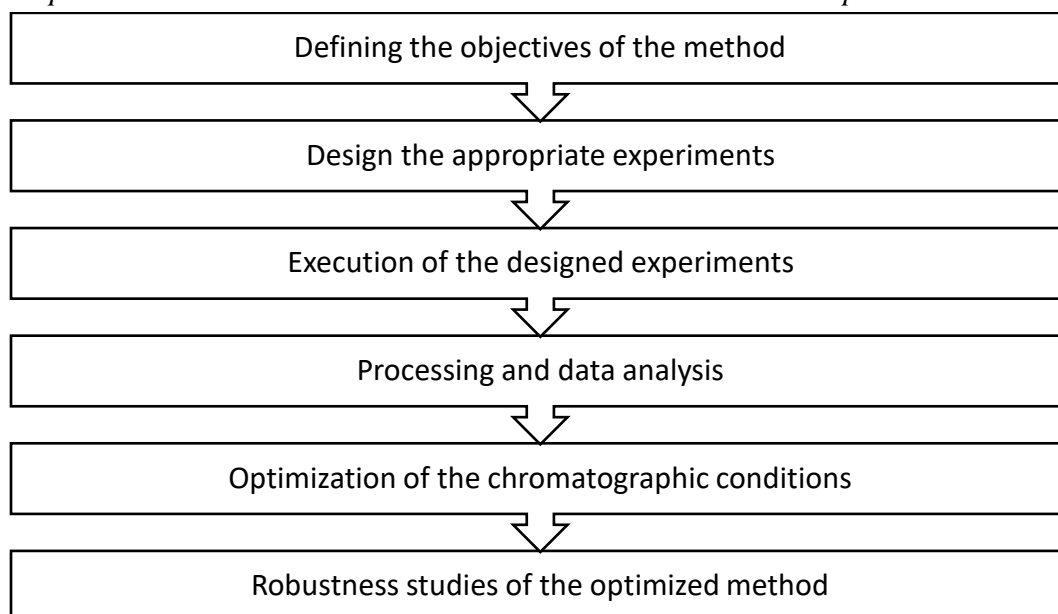 Defining the objectives of the method
Design the appropriate experiments
Execution of the designed experiments
Processing and data analysis
Optimization of the chromatographic conditions
Robustness studies of the optimized method